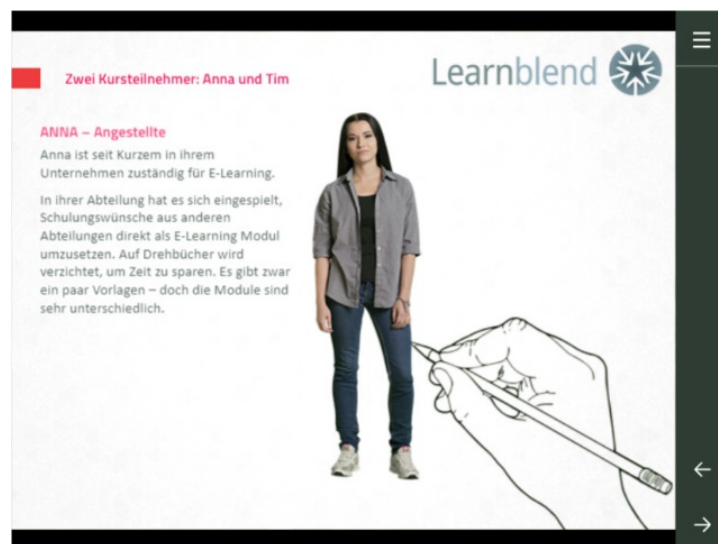 Learnblend
Zwei Kursteilnehmer: Anna und Tim
ANNA – Angestellte
Anna ist seit Kurzem in ihrem
Unternehmen zuständig für E-Learning.
In ihrer Abteilung hat es sich eingespielt,
Schulungswünsche aus anderen
Abteilungen direkt als E-Learning Modul
umzusetzen. Auf Drehbücher wird
verzichtet, um Zeit zu sparen. Es gibt zwar
ein paar Vorlagen – doch die Module sind
sehr unterschiedlich.